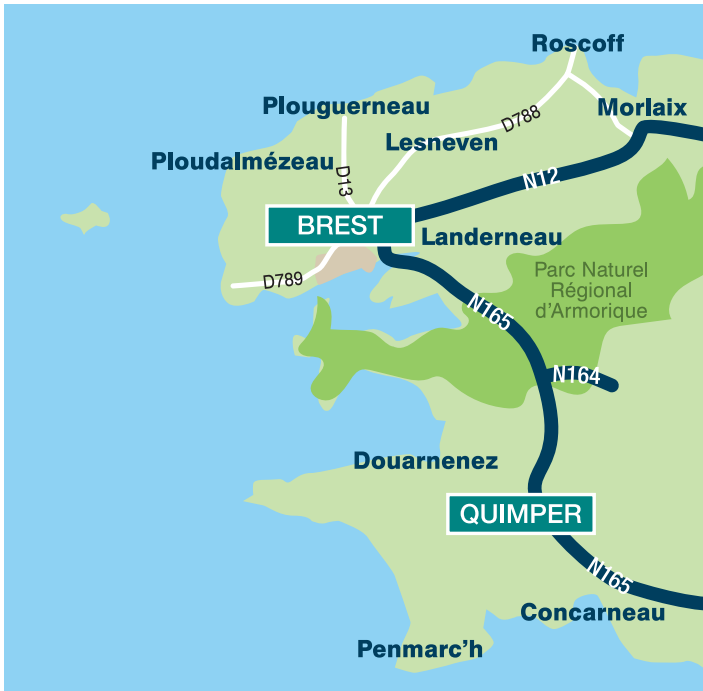 Roscoff
Plouguerneau
Morlaix
D788
Lesneven
Ploudalmézeau
D13
N12
BREST
Landerneau
Parc Naturel
Régional
d'Armorique
D789
N165
N164
Douarnenez
QUIMPER
N165
Concarneau
Penmarc'h